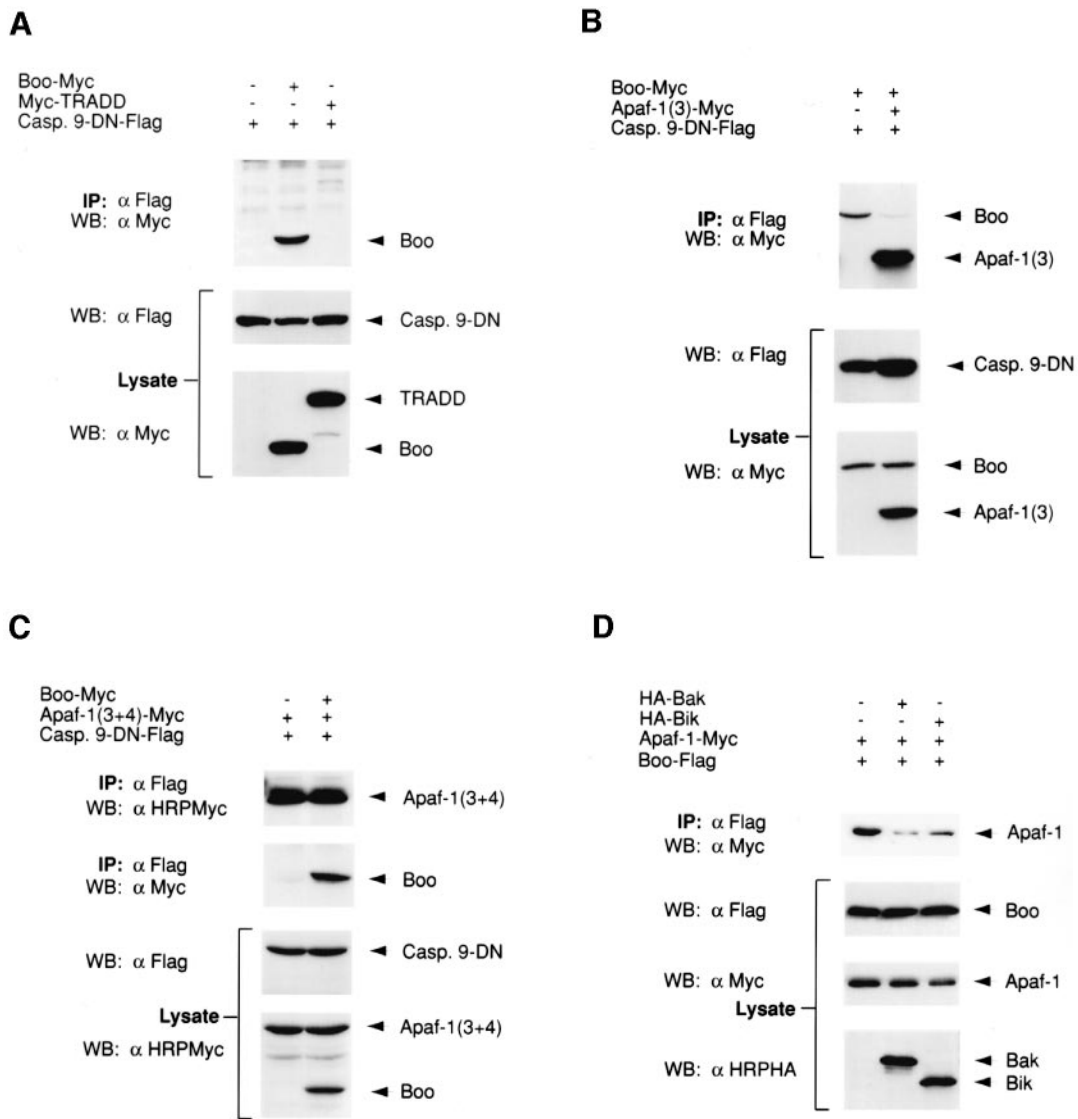 A
Boo-Myc - + -
Myc-TRADD - - +
Casp. 9-DN-Flag + + +
IP: α Flag
WB: α Myc
Boo
WB: α Flag
Casp. 9-DN
Lysate
TRADD
WB: α Myc
Boo
B
Boo-Myc + +
Apaf-1(3)-Myc - +
Casp. 9-DN-Flag + +
IP: α Flag
WB: α Myc
Boo
Apaf-1(3)
WB: α Flag
Casp. 9-DN
Lysate
WB: α Myc
Boo
Apaf-1(3)
C
Boo-Myc - +
Apaf-1(3+4)-Myc + +
Casp. 9-DN-Flag + +
IP: α Flag
WB: α HRPMyc
Apaf-1(3+4)
IP: α Flag
WB: α Myc
Boo
WB: α Flag
Casp. 9-DN
Lysate
Apaf-1(3+4)
WB: α HRPMyc
Boo
D
HA-Bak - + -
HA-Bik - - +
Apaf-1-Myc + + +
Boo-Flag + + +
IP: α Flag
WB: α Myc
Apaf-1
WB: α Flag
Boo
WB: α Myc
Apaf-1
Lysate
WB: α HRPHA
Bak
Bik